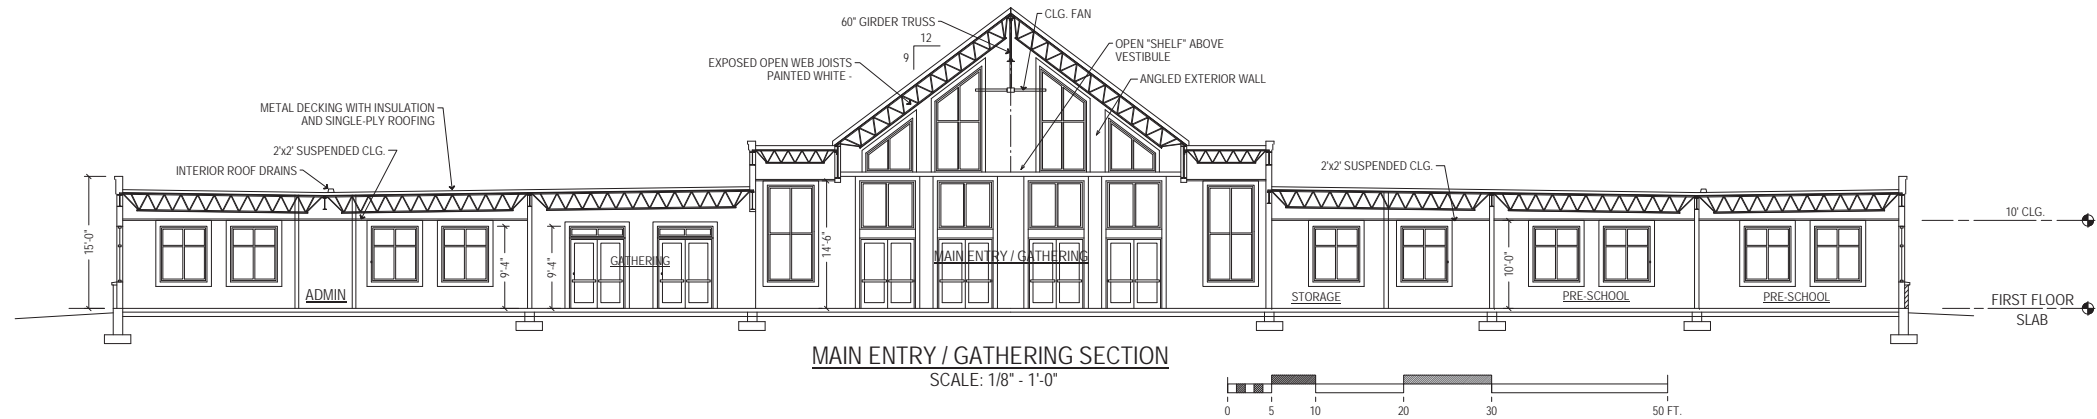 60" GIRDER TRUSS
CLG. FAN
12
9
OPEN "SHELF" ABOVE
VESTIBULE
EXPOSED OPEN WEB JOISTS
PAINTED WHITE -
ANGLED EXTERIOR WALL
METAL DECKING WITH INSULATION
AND SINGLE-PLY ROOFING
2'x2' SUSPENDED CLG.
INTERIOR ROOF DRAINS
2'x2' SUSPENDED CLG.
10' CLG.
15'-0"
9'-4"
9'-4"
14'-6"
10'-0"
GATHERING
MAIN ENTRY / GATHERING
ADMIN
STORAGE
PRE-SCHOOL
PRE-SCHOOL
FIRST FLOOR
SLAB
MAIN ENTRY / GATHERING SECTION
SCALE: 1/8" - 1'-0"
0 5 10 20 30 50 FT.